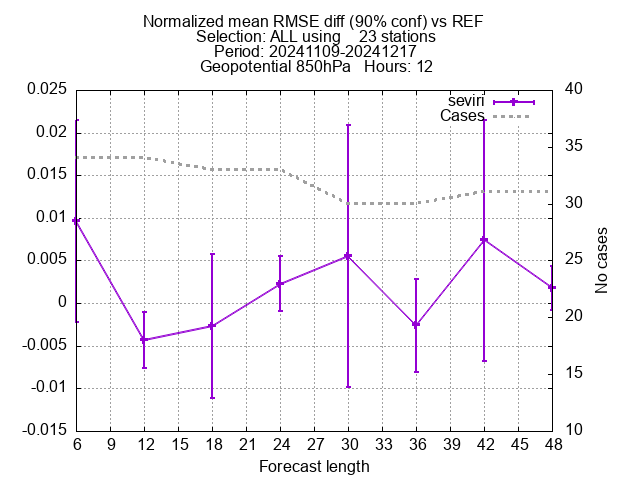 Normalized mean RMSE diff (90% conf) vs REF
Selection: ALL using    23 stations
Period: 20241109-20241217
Geopotential 850hPa   Hours: 12
seviri
Cases
0.025
0.02
0.015
0.01
0.005
0
-0.005
-0.01
-0.015
40
35
30
25
20
15
10
No cases
6 9 12 15 18 21 24 27 30 33 36 39 42 45 48
Forecast length